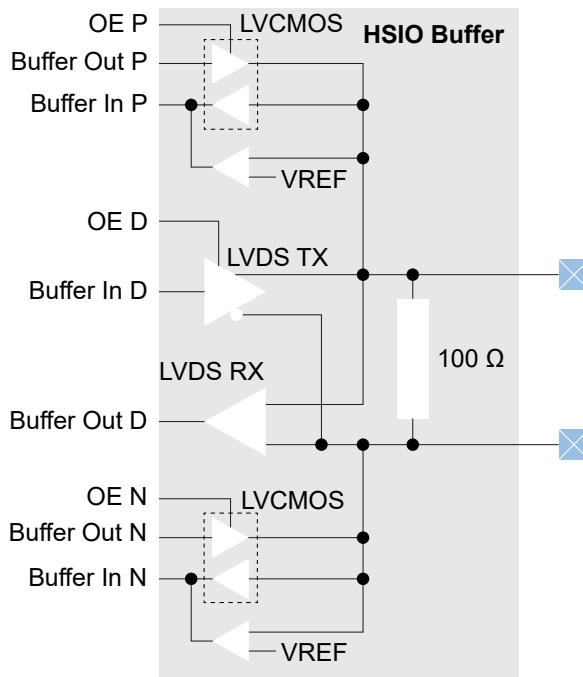 OE P
LVCMOS
HSIO Buffer
Buffer Out P
Buffer In P
VREF
OE D
LVDS TX
Buffer In D
100 Ω
LVDS RX
Buffer Out D
OE N
LVCMOS
Buffer Out N
Buffer In N
VREF